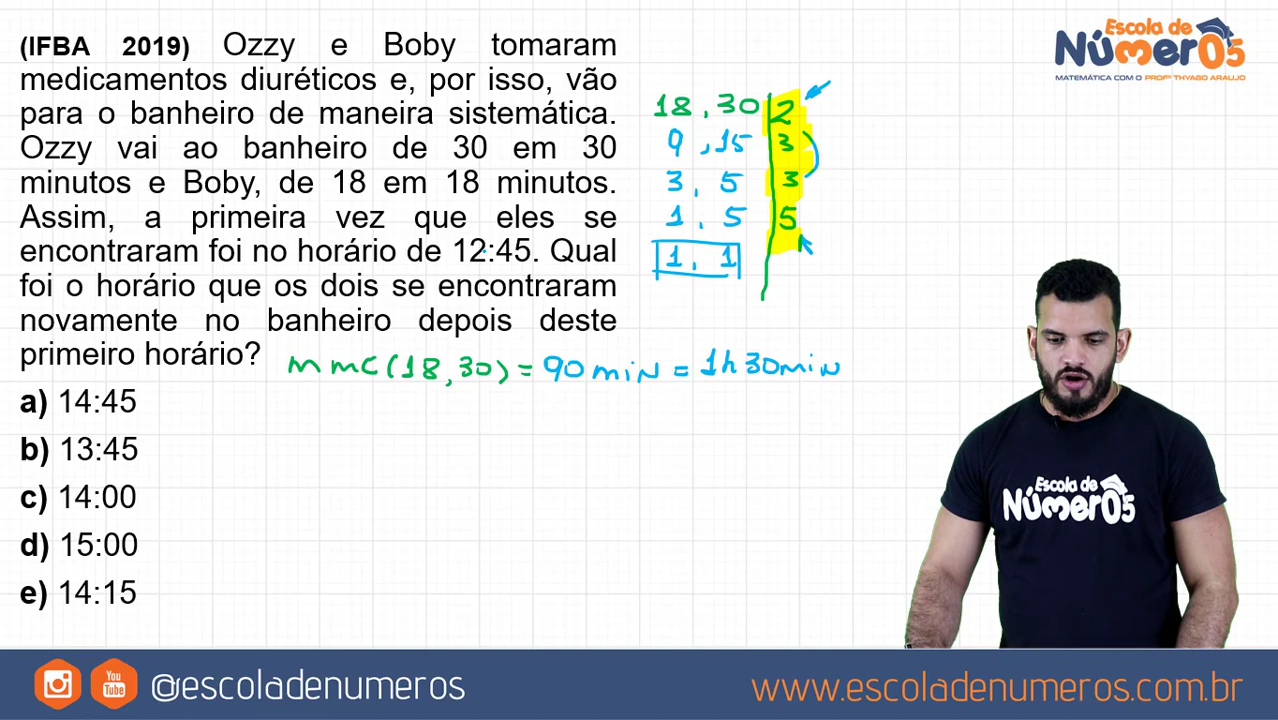 (IFBA 2019) Ozzy e Boby tomaram
medicamentos diuréticos e, por isso, vão
para o banheiro de maneira sistemática.
Ozzy vai ao banheiro de 30 em 30
minutos e Boby, de 18 em 18 minutos.
Assim, a primeira vez que eles se
encontraram foi no horário de 12:45. Qual
foi o horário que os dois se encontraram
novamente no banheiro depois deste
primeiro horário?
a) 14:45
b) 13:45
c) 14:00
d) 15:00
e) 14:15
18, 30 | 2
9, 15 3
3, 5 3
1, 5 5
1, 1
MMC(18, 30) = 90min = 1h30min
Escola de
Números
MATEMÁTICA COM O PROFº THYAGO ARAÚJO
Escola de
Números
You
Tube
@escoladenumeros
www.escoladenumeros.com.br